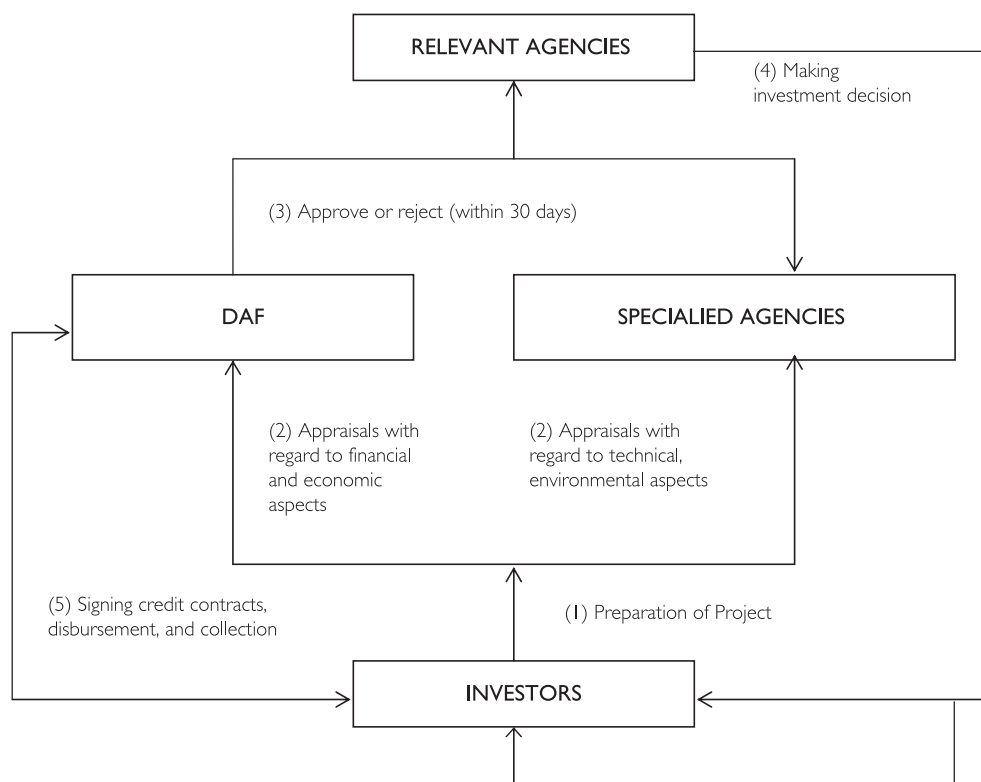 RELEVANT AGENCIES
(4) Making
investment decision
(3) Approve or reject (within 30 days)
DAF
SPECIALIED AGENCIES
(2) Appraisals with
regard to financial
and economic
aspects
(2) Appraisals with
regard to technical,
environmental aspects
(5) Signing credit contracts,
disbursement, and collection
(1) Preparation of Project
INVESTORS